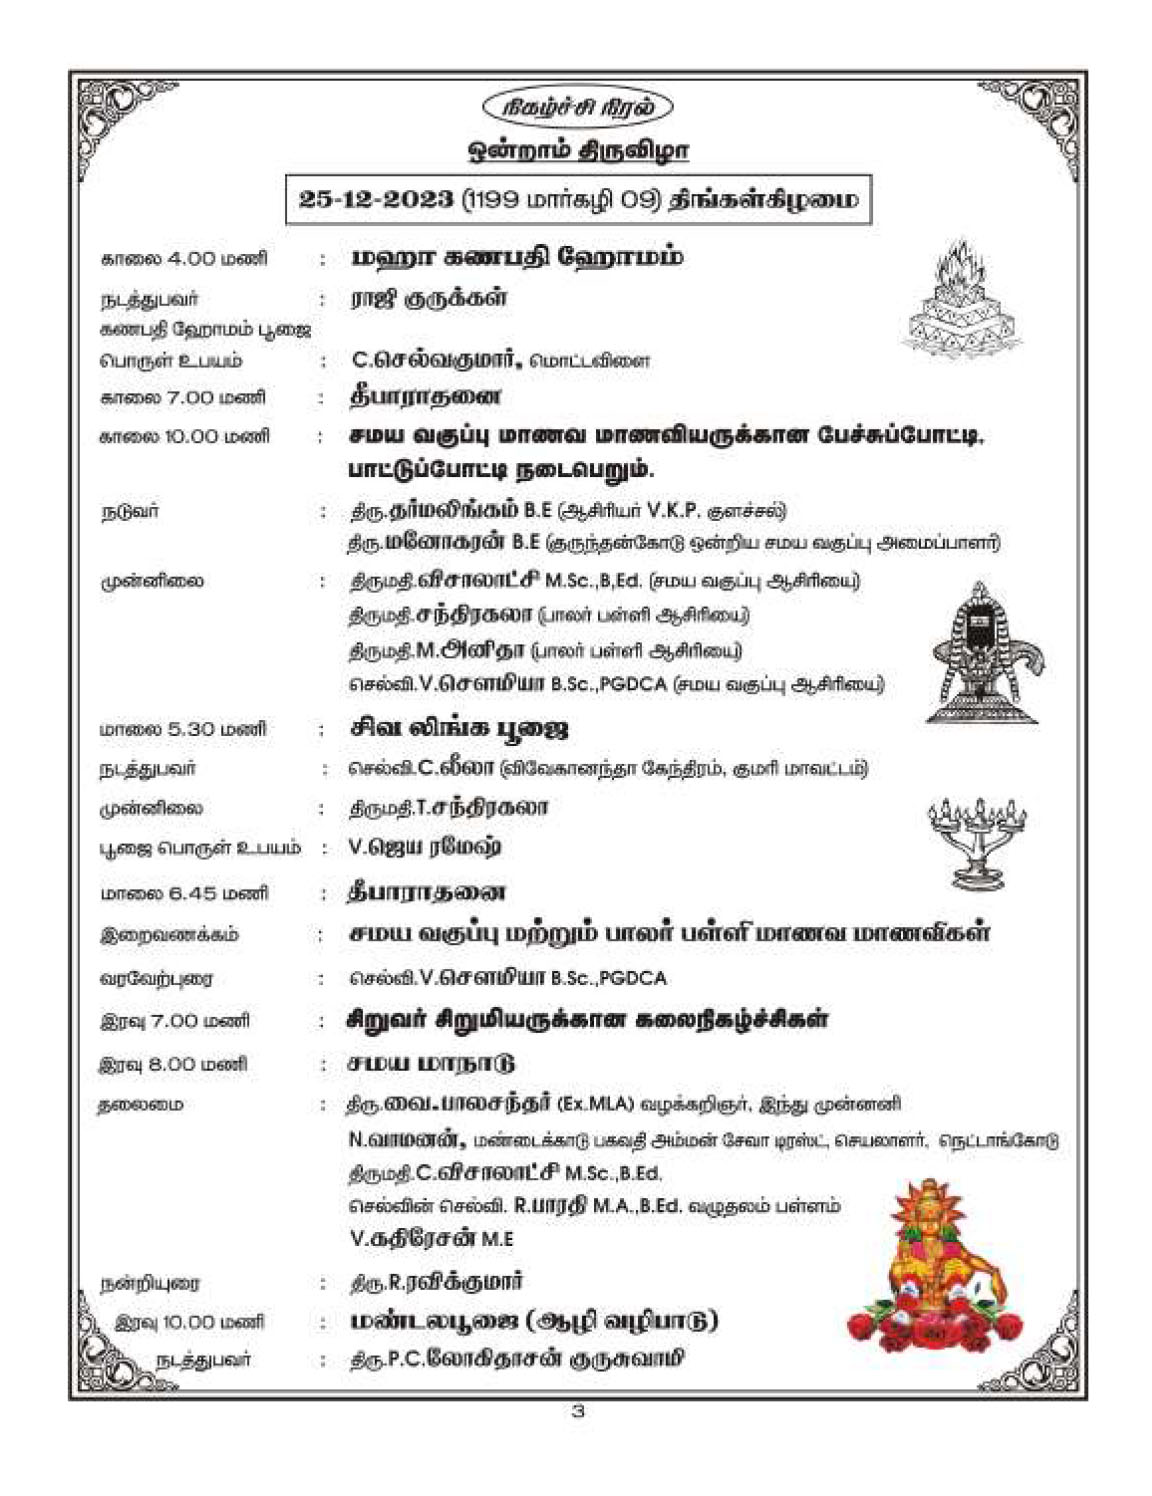 நிகழ்ச்சி நிரல்
ஒன்றாம் திருவிழா
25-12-2023 (1199 மார்கழி 09) திங்கள்கிழமை
காலை 4.00 மணி : மஹா கணபதி ஹோமம்
நடத்துபவர் : ராஜி குருக்கள்
கணபதி ஹோமம் பூஜை
பொருள் உபயம் : C.செல்வகுமார், மொட்டவிளை
காலை 7.00 மணி : தீபாராதனை
காலை 10.00 மணி : சமய வகுப்பு மாணவ மாணவியருக்கான பேச்சுப்போட்டி,
பாட்டுப்போட்டி நடைபெறும்.
நடுவர் : திரு.தர்மலிங்கம் B.E (ஆசிரியர் V.K.P. குளச்சல்)
திரு.மனோகரன் B.E (குருந்தன்கோடு ஒன்றிய சமய வகுப்பு அமைப்பாளர்)
முன்னிலை : திருமதி.விசாலாட்சி M.Sc.,B,Ed. (சமய வகுப்பு ஆசிரியை)
திருமதி.சந்திரகலா (பாலர் பள்ளி ஆசிரியை)
திருமதி.M.அனிதா (பாலர் பள்ளி ஆசிரியை)
செல்வி.V.சௌமியா B.Sc.,PGDCA (சமய வகுப்பு ஆசிரியை)
மாலை 5.30 மணி : சிவ லிங்க பூஜை
நடத்துபவர் : செல்வி.C.லீலா (விவேகானந்தா கேந்திரம், குமரி மாவட்டம்)
முன்னிலை : திருமதி.T.சந்திரகலா
பூஜை பொருள் உபயம் : V.ஜெய ரமேஷ்
மாலை 6.45 மணி : தீபாராதனை
இறைவணக்கம் : சமய வகுப்பு மற்றும் பாலர் பள்ளி மாணவ மாணவிகள்
வரவேற்புரை : செல்வி.V.சௌமியா B.Sc.,PGDCA
இரவு 7.00 மணி : சிறுவர் சிறுமியருக்கான கலைநிகழ்ச்சிகள்
இரவு 8.00 மணி : சமய மாநாடு
தலைமை : திரு.வை.பாலசந்தர் (Ex.MLA) வழக்கறிஞர், இந்து முன்னணி
N.வாமனன், மண்டைக்காடு பகவதி அம்மன் சேவா டிரஸ்ட், செயலாளர், நெட்டாங்கோடு
திருமதி.C.விசாலாட்சி M.Sc.,B.Ed.
செல்வின் செல்வி. R.பாரதி M.A.,B.Ed. வழுதலம் பள்ளம்
V.கதிரேசன் M.E
நன்றியுரை : திரு.R.ரவிக்குமார்
இரவு 10.00 மணி : மண்டலபூஜை (ஆழி வழிபாடு)
நடத்துபவர் : திரு.P.C.லோகிதாசன் குருசுவாமி
3